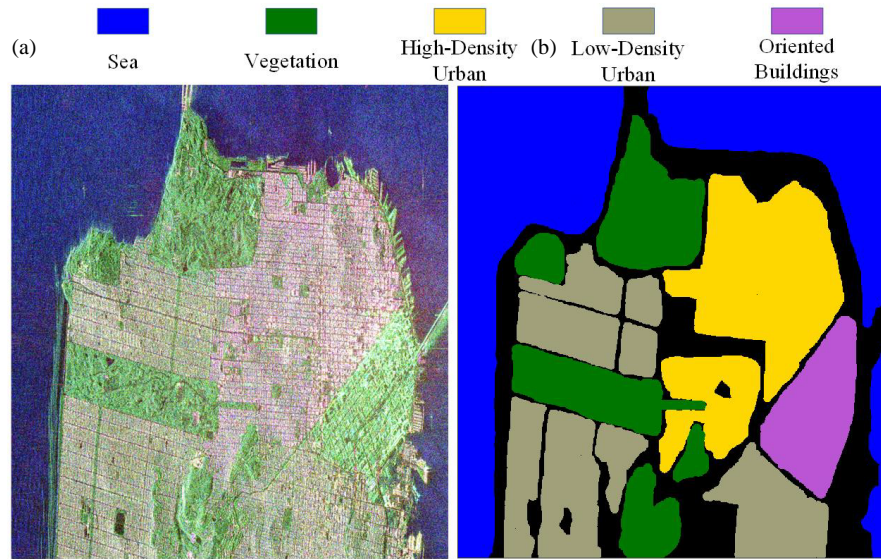 (a)
Sea
Vegetation
High-Density
Urban
(b)
Low-Density
Urban
Oriented
Buildings